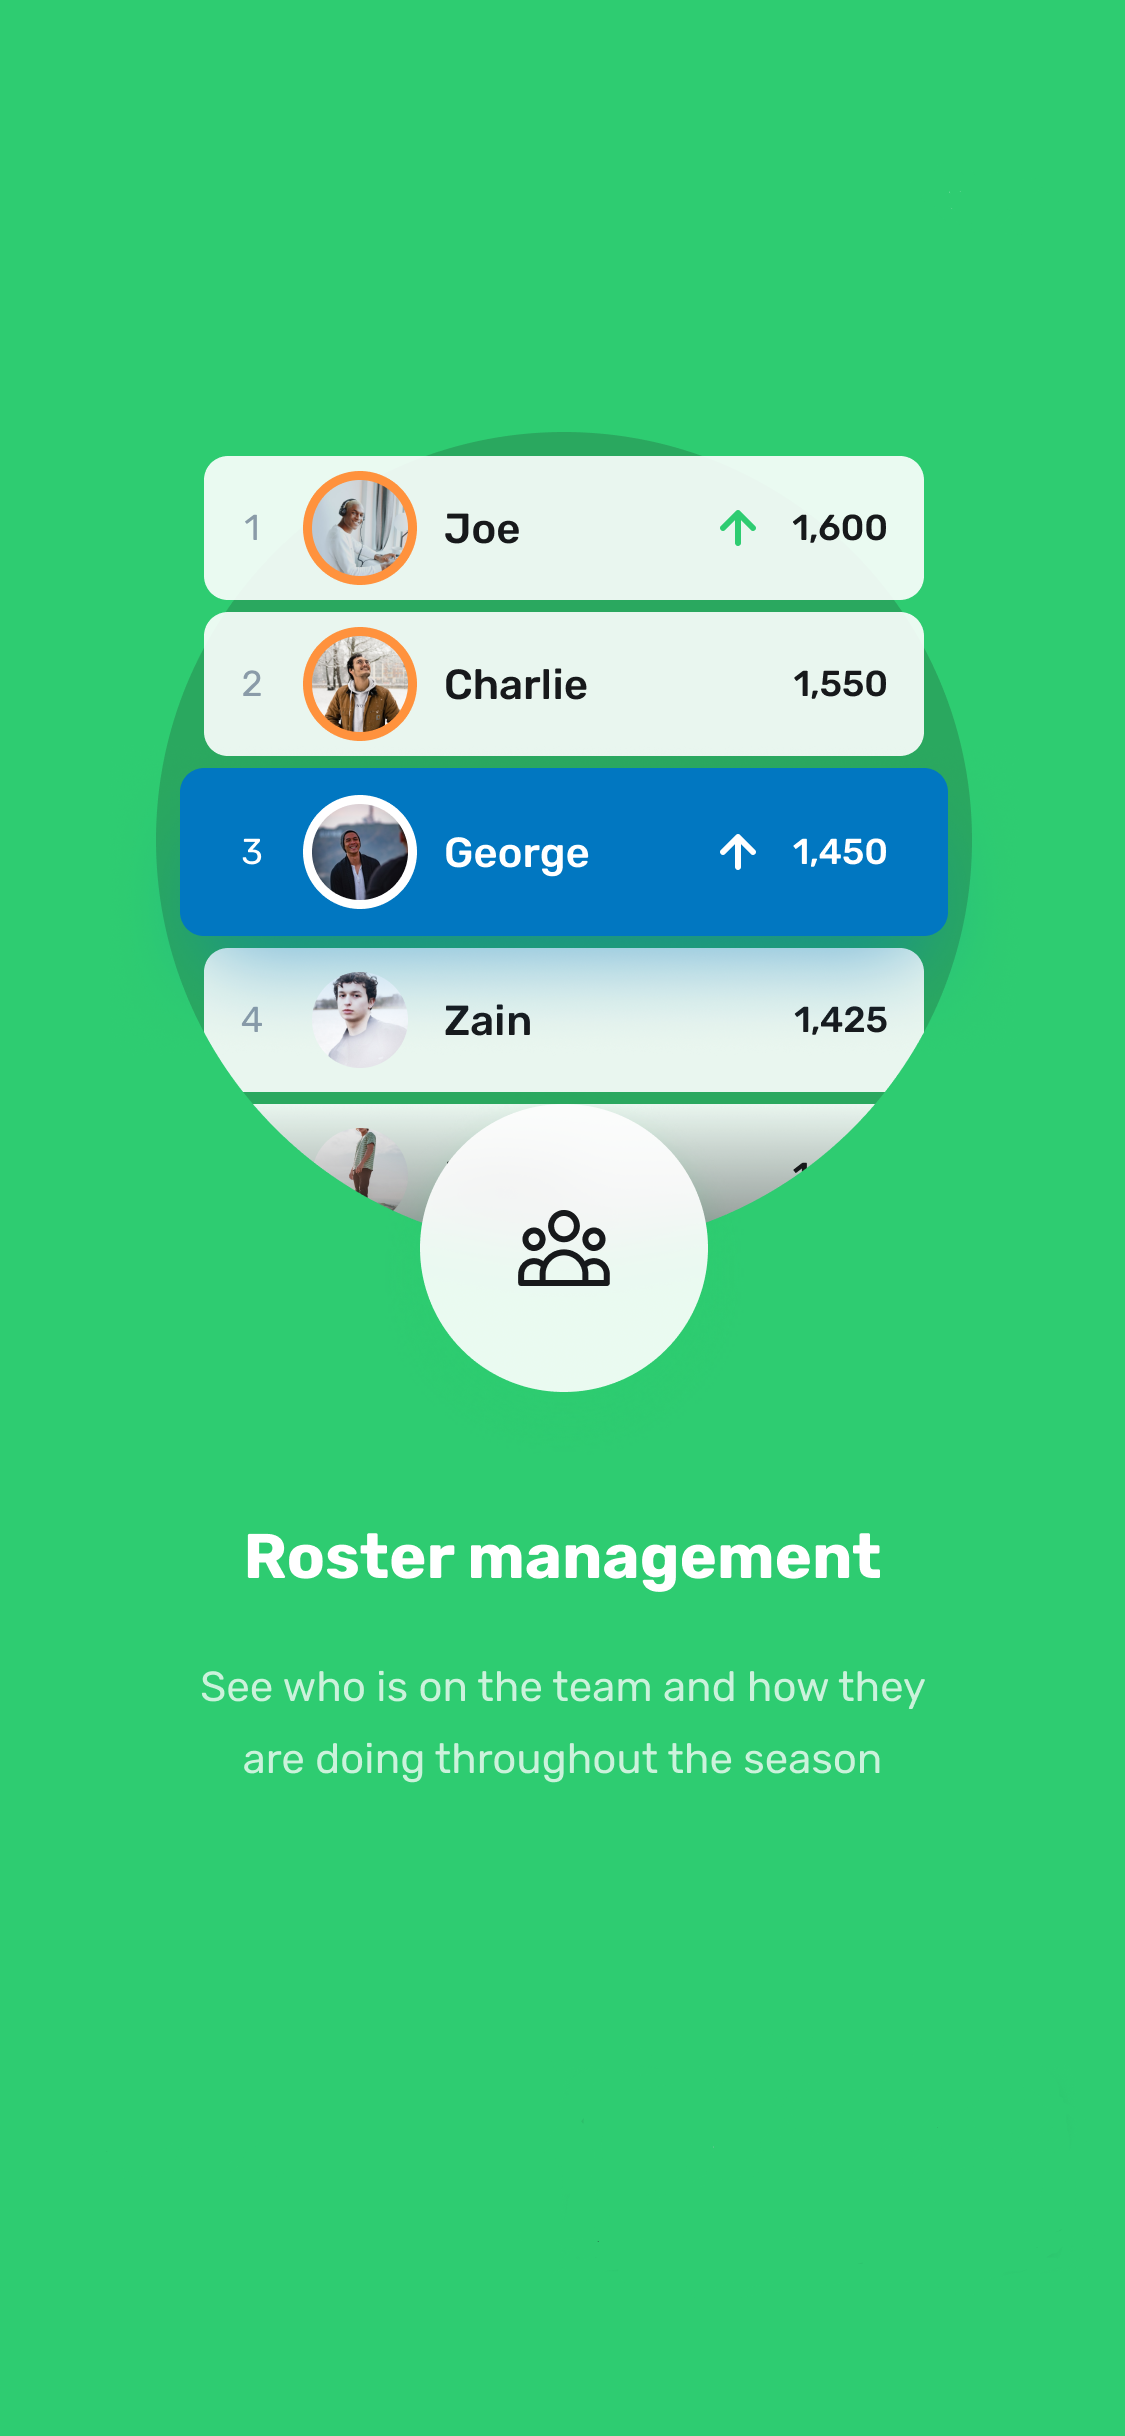 1 Joe 1,600
2 Charlie 1,550
3 George 1,450
4 Zain 1,425
Roster management
See who is on the team and how they
are doing throughout the season